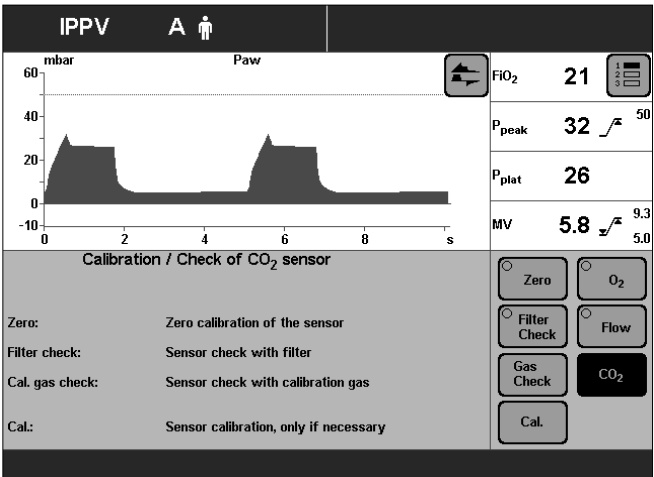 IPPV A
mbar Paw
60
40
20
0
-10
0 2 4 6 8 s
FiO2 21
1
2
3
Ppeak 32 50
Pplat 26
MV 5.8 9.3
5.0
Calibration / Check of CO2 sensor
Zero: Zero calibration of the sensor
Filter check: Sensor check with filter
Cal. gas check: Sensor check with calibration gas
Cal.: Sensor calibration, only if necessary
Zero O2
Filter Check Flow
Gas Check CO2
Cal.